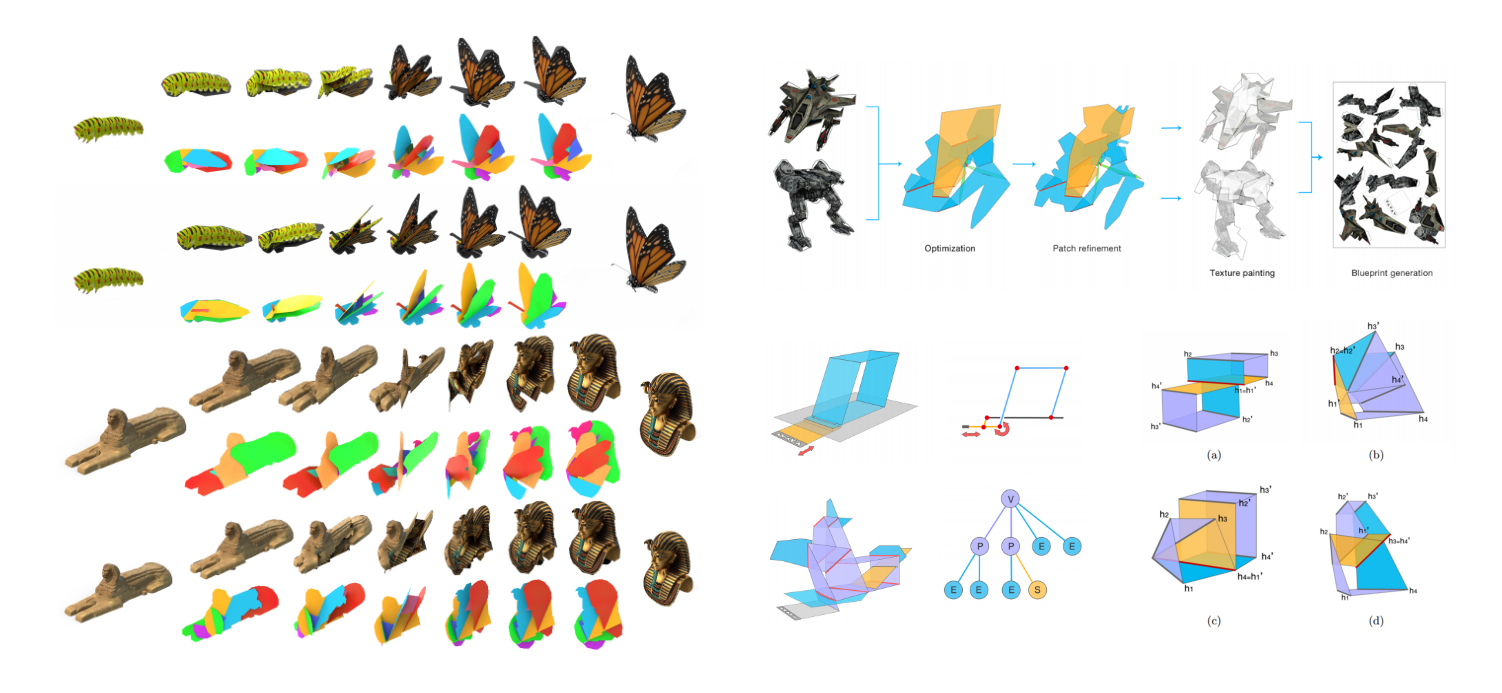 Optimization
Patch refinement
Texture painting
Blueprint generation
h2
h3
h4'
h1=h1'
h4
h3'
h2'
(a)
h3'
h2=h2'
h3
h4'
h1'
h1
h4
(b)
V
P
P
E
E
E
E
E
S
h3'
h2'
h2
h3
h4'
h4=h1'
h1
(c)
h2'
h3'
h2
h1'
h3=h4'
h1
h4
(d)